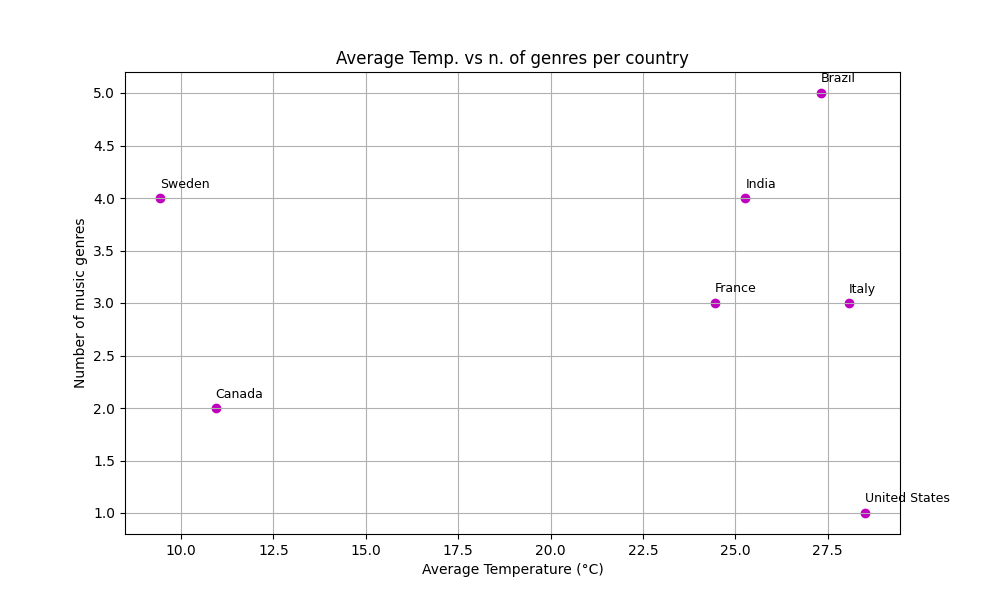 Average Temp. vs n. of genres per country
Number of music genres
5.0
4.5
4.0
3.5
3.0
2.5
2.0
1.5
1.0
Brazil
Sweden
India
France
Italy
Canada
United States
10.0 12.5 15.0 17.5 20.0 22.5 25.0 27.5
Average Temperature (°C)